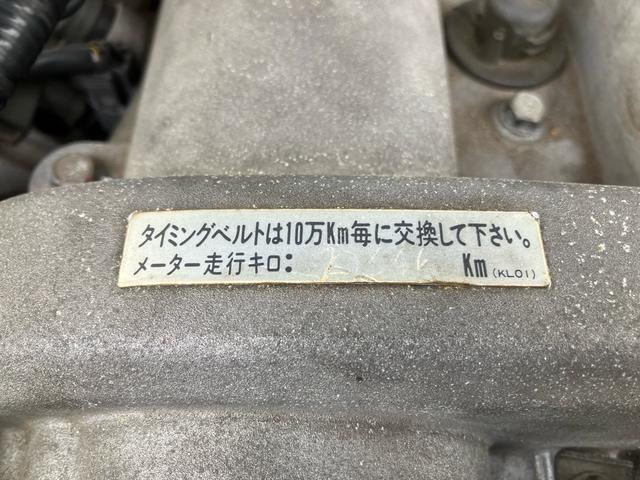 タイミングベルトは10万Km毎に交換して下さい。
メーター走行キロ: Km (KL01)